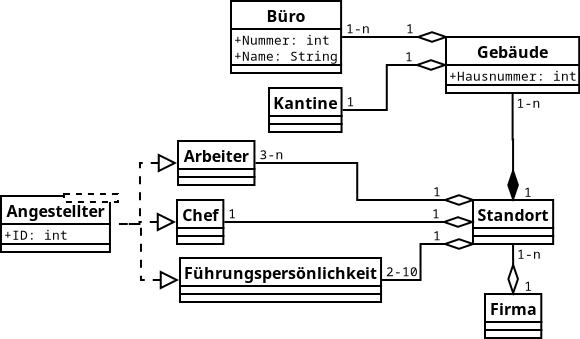 Büro
+Nummer: int
+Name: String
1-n
1
Gebäude
+Hausnummer: int
1
Kantine
1
1-n
Arbeiter
3-n
1
1
Angestellter
+ID: int
Chef
1
1
Standort
1
Führungspersönlichkeit
2-10
1-n
1
Firma